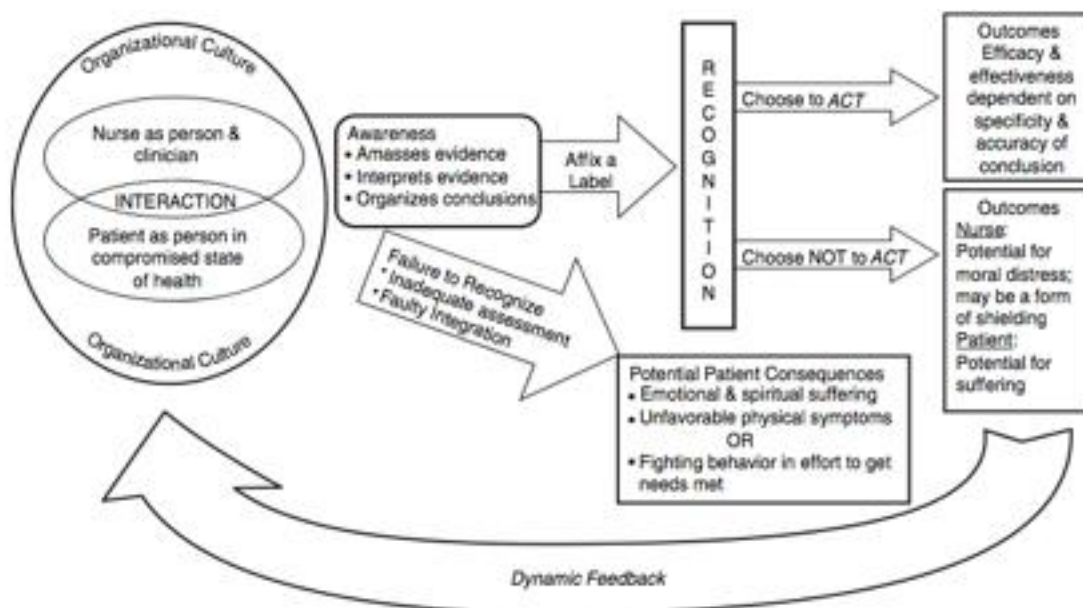 Organizational Culture
Nurse as person &
clinician
INTERACTION
Patient as person in
compromised state
of health
Organizational Culture
Awareness
• Amasses evidence
• Interprets evidence
• Organizes conclusions
Affix a
Label
Failure to Recognize
• Inadequate assessment
• Faulty Integration
R
E
C
O
G
N
I
T
I
O
N
Choose to ACT
Choose NOT to ACT
Outcomes
Efficacy &
effectiveness
dependent on
specificity &
accuracy of
conclusion
Outcomes
Nurse:
Potential for
moral distress;
may be a form
of shielding
Patient:
Potential for
suffering
Potential Patient Consequences
• Emotional & spiritual suffering
• Unfavorable physical symptoms
OR
• Fighting behavior in effort to get
needs met
Dynamic Feedback